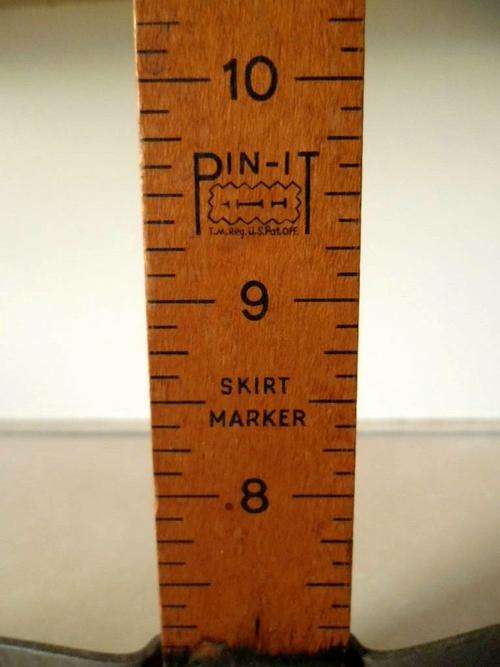 10
PIN-IT
T.M. Reg. U.S. Pat. Off.
9
SKIRT
MARKER
8